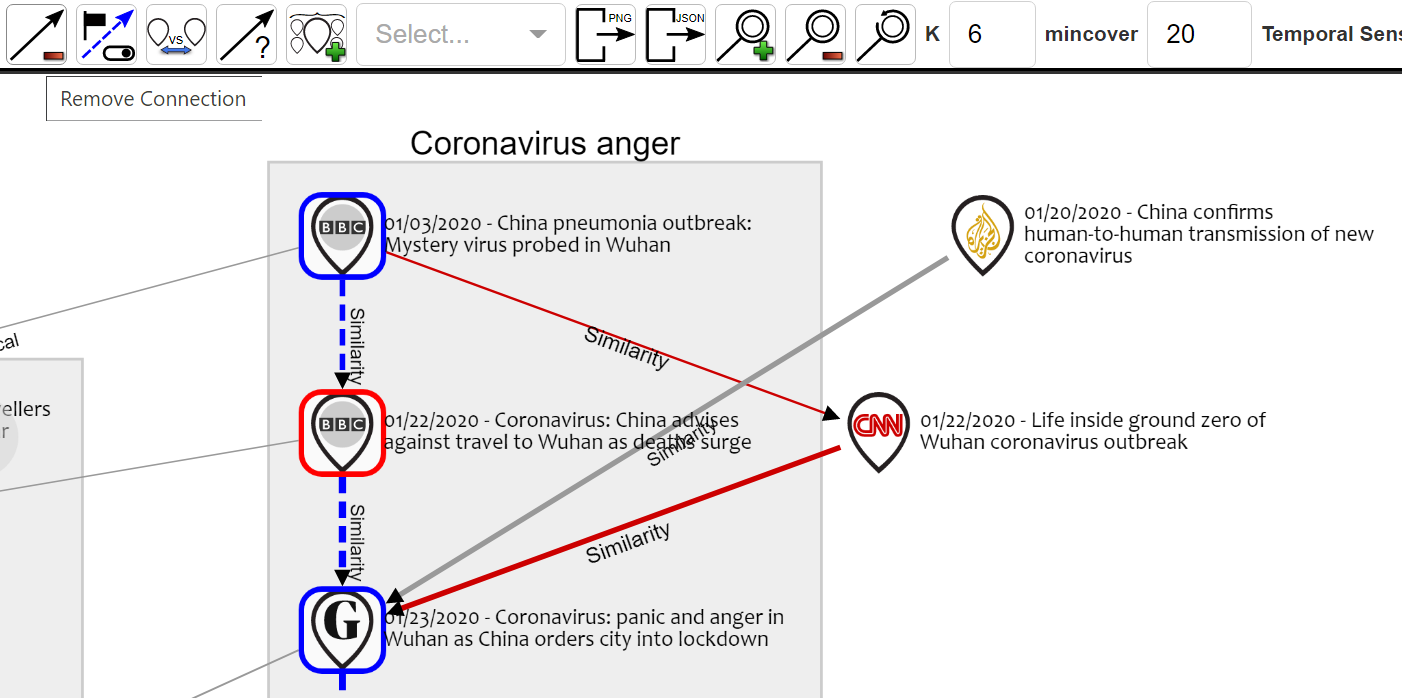 VS
?
Select...
PNG
JSON
K
6
mincover
20
Temporal Sens
Remove Connection
Coronavirus anger
BBC
01/03/2020 - China pneumonia outbreak:
Mystery virus probed in Wuhan
01/20/2020 - China confirms
human-to-human transmission of new
coronavirus
Similarity
Similarity
cal
ellers
r
BBC
01/22/2020 - Coronavirus: China advises
against travel to Wuhan as deaths surge
Similarity
CNN
01/22/2020 - Life inside ground zero of
Wuhan coronavirus outbreak
Similarity
Similarity
G
01/23/2020 - Coronavirus: panic and anger in
Wuhan as China orders city into lockdown